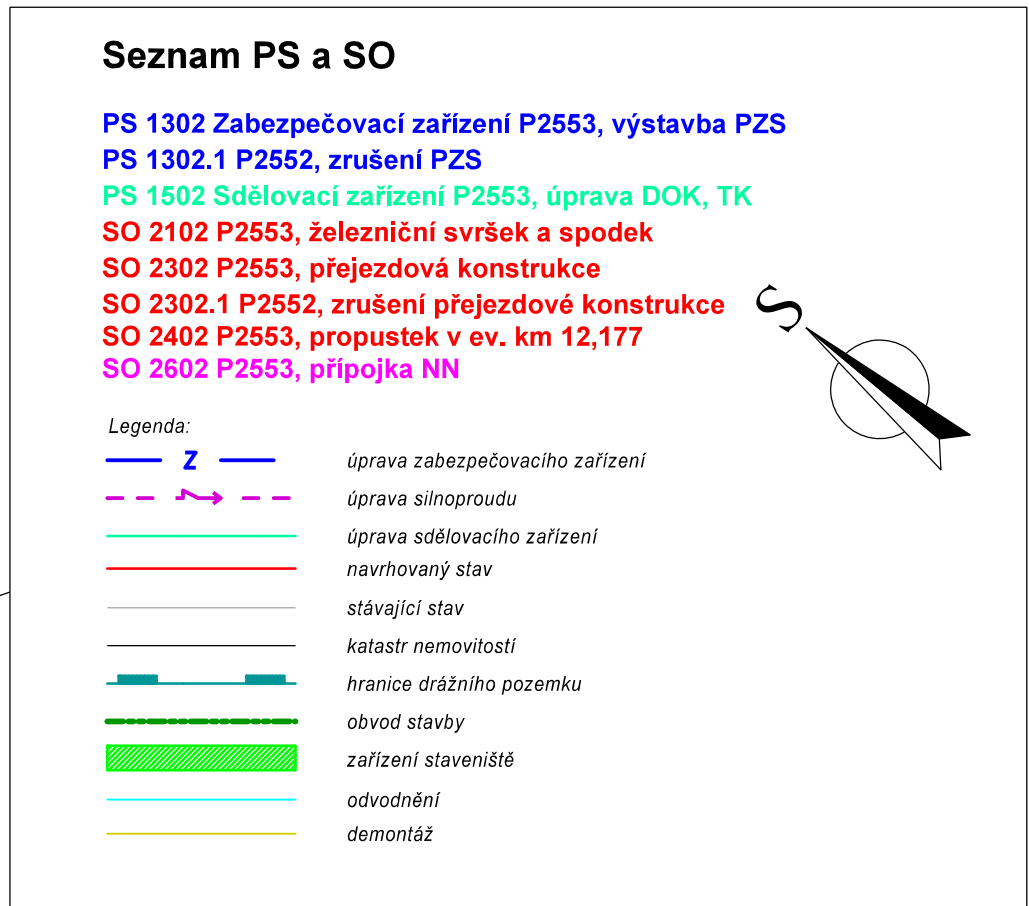 Seznam PS a SO
PS 1302 Zabezpečovací zařízení P2553, výstavba PZS
PS 1302.1 P2552, zrušení PZS
PS 1502 Sdělovací zařízení P2553, úprava DOK, TK
SO 2102 P2553, železniční svršek a spodek
SO 2302 P2553, přejezdová konstrukce
SO 2302.1 P2552, zrušení přejezdové konstrukce
SO 2402 P2553, propustek v ev. km 12,177
SO 2602 P2553, přípojka NN
S
Legenda:
Z úprava zabezpečovacího zařízení
úprava silnoproudu
úprava sdělovacího zařízení
navrhovaný stav
stávající stav
katastr nemovitostí
hranice drážního pozemku
obvod stavby
zařízení staveniště
odvodnění
demontáž